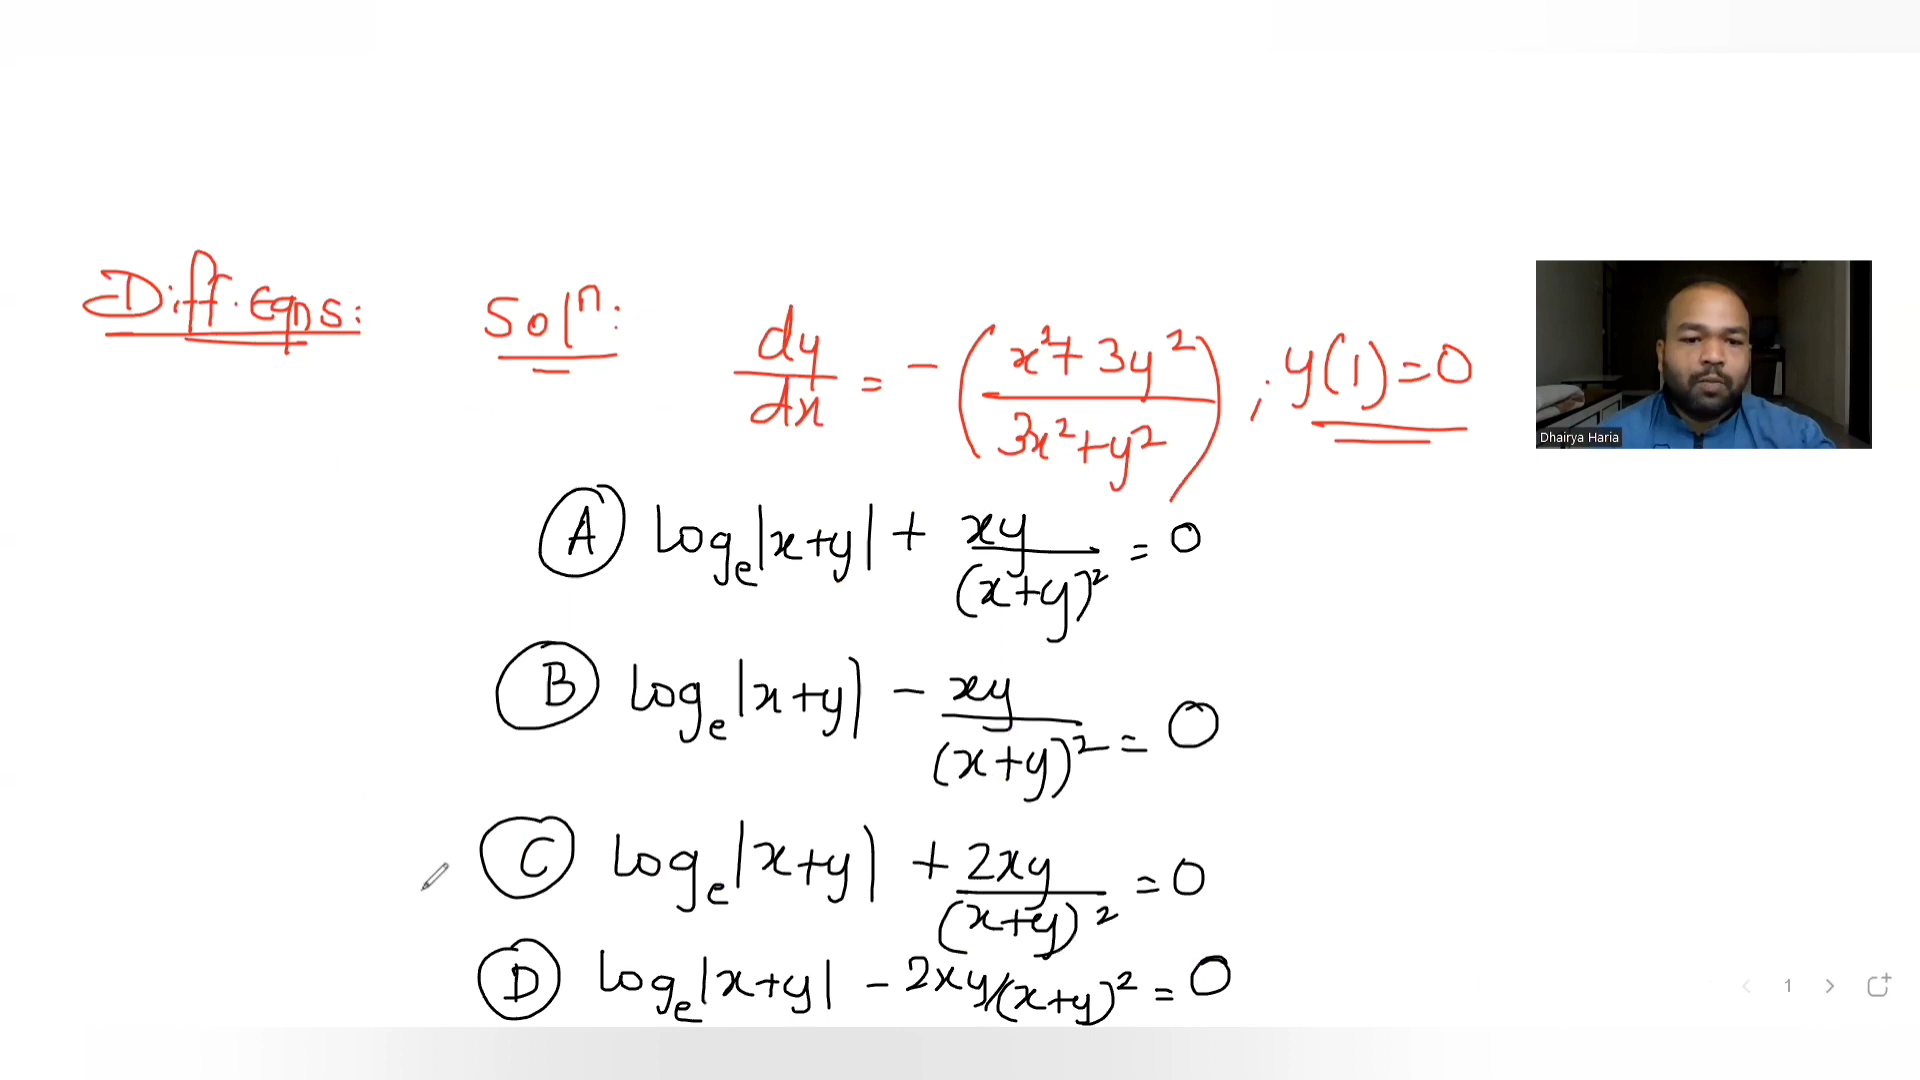 Diff. Eqns: Solⁿ: dy/dx = - (x²+3y²/3x²+y²) ; y(1)=0
Dhairya Haria
A logₑ|x+y| + xy/(x+y)² = 0
B logₑ|x+y| - xy/(x+y)² = 0
C logₑ|x+y| + 2xy/(x+y)² = 0
D logₑ|x+y| - 2xy/(x+y)² = 0
1